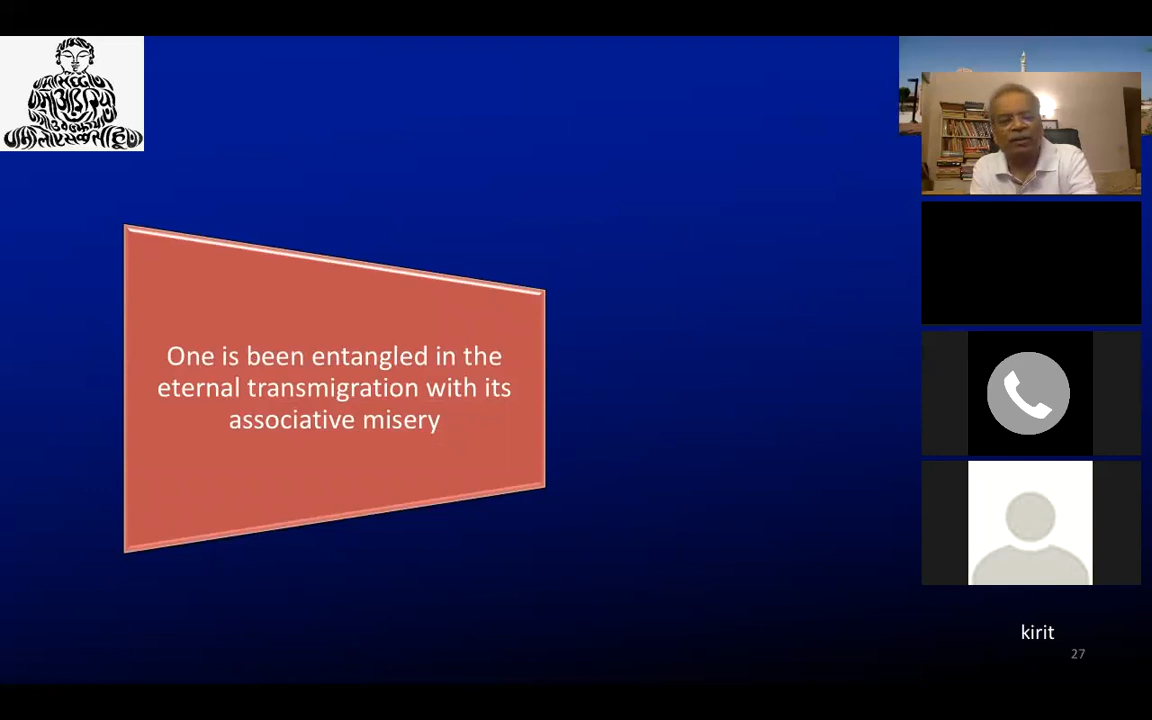 One is been entangled in the
eternal transmigration with its
associative misery
kirit
27